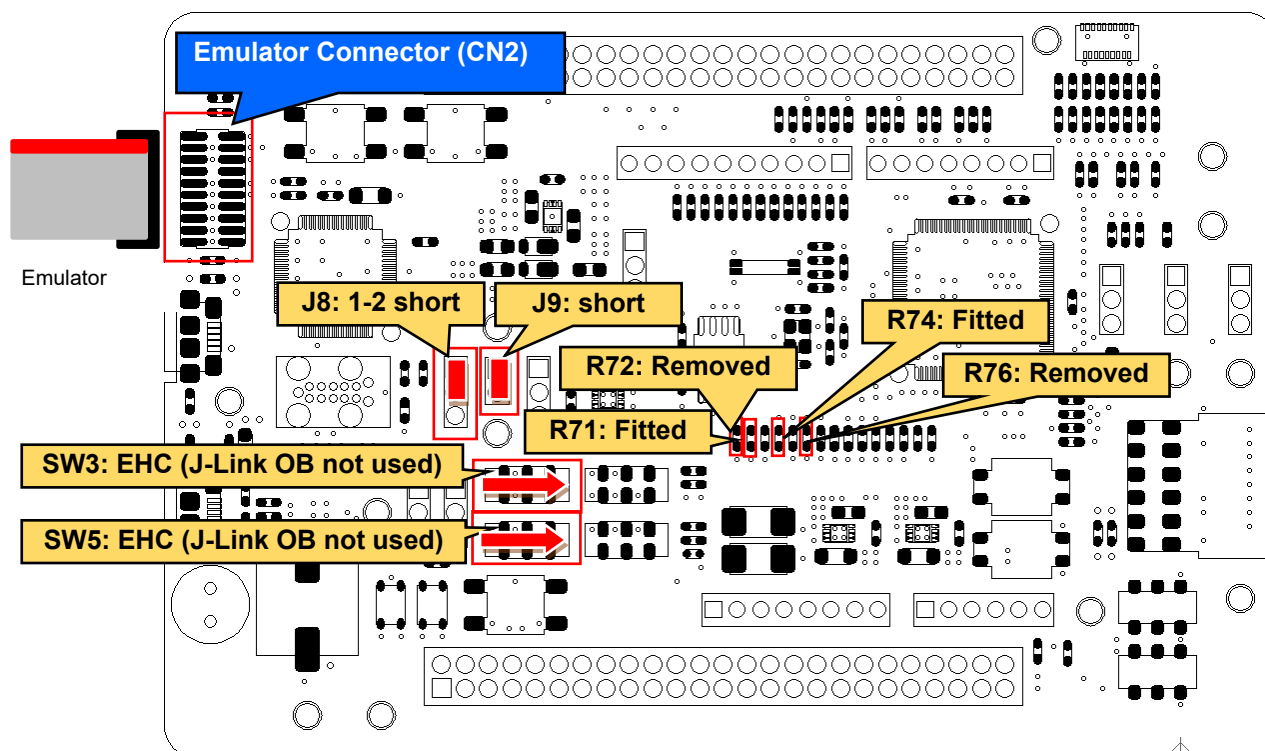 Emulator Connector (CN2)
Emulator
J8: 1-2 short
J9: short
R74: Fitted
R72: Removed
R76: Removed
R71: Fitted
SW3: EHC (J-Link OB not used)
SW5: EHC (J-Link OB not used)